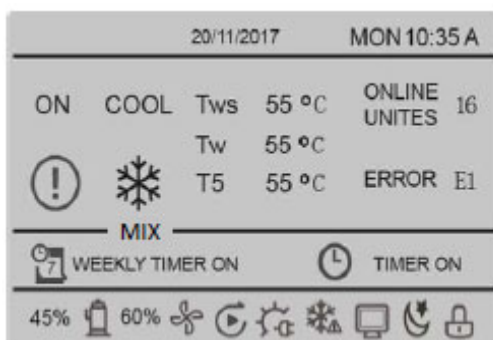 20/11/2017 MON 10:35 A
ON COOL Tws 55 °C ONLINE UNITES 16
Tw 55 °C
T5 55 °C ERROR E1
MIX
7 WEEKLY TIMER ON TIMER ON
45% 60%